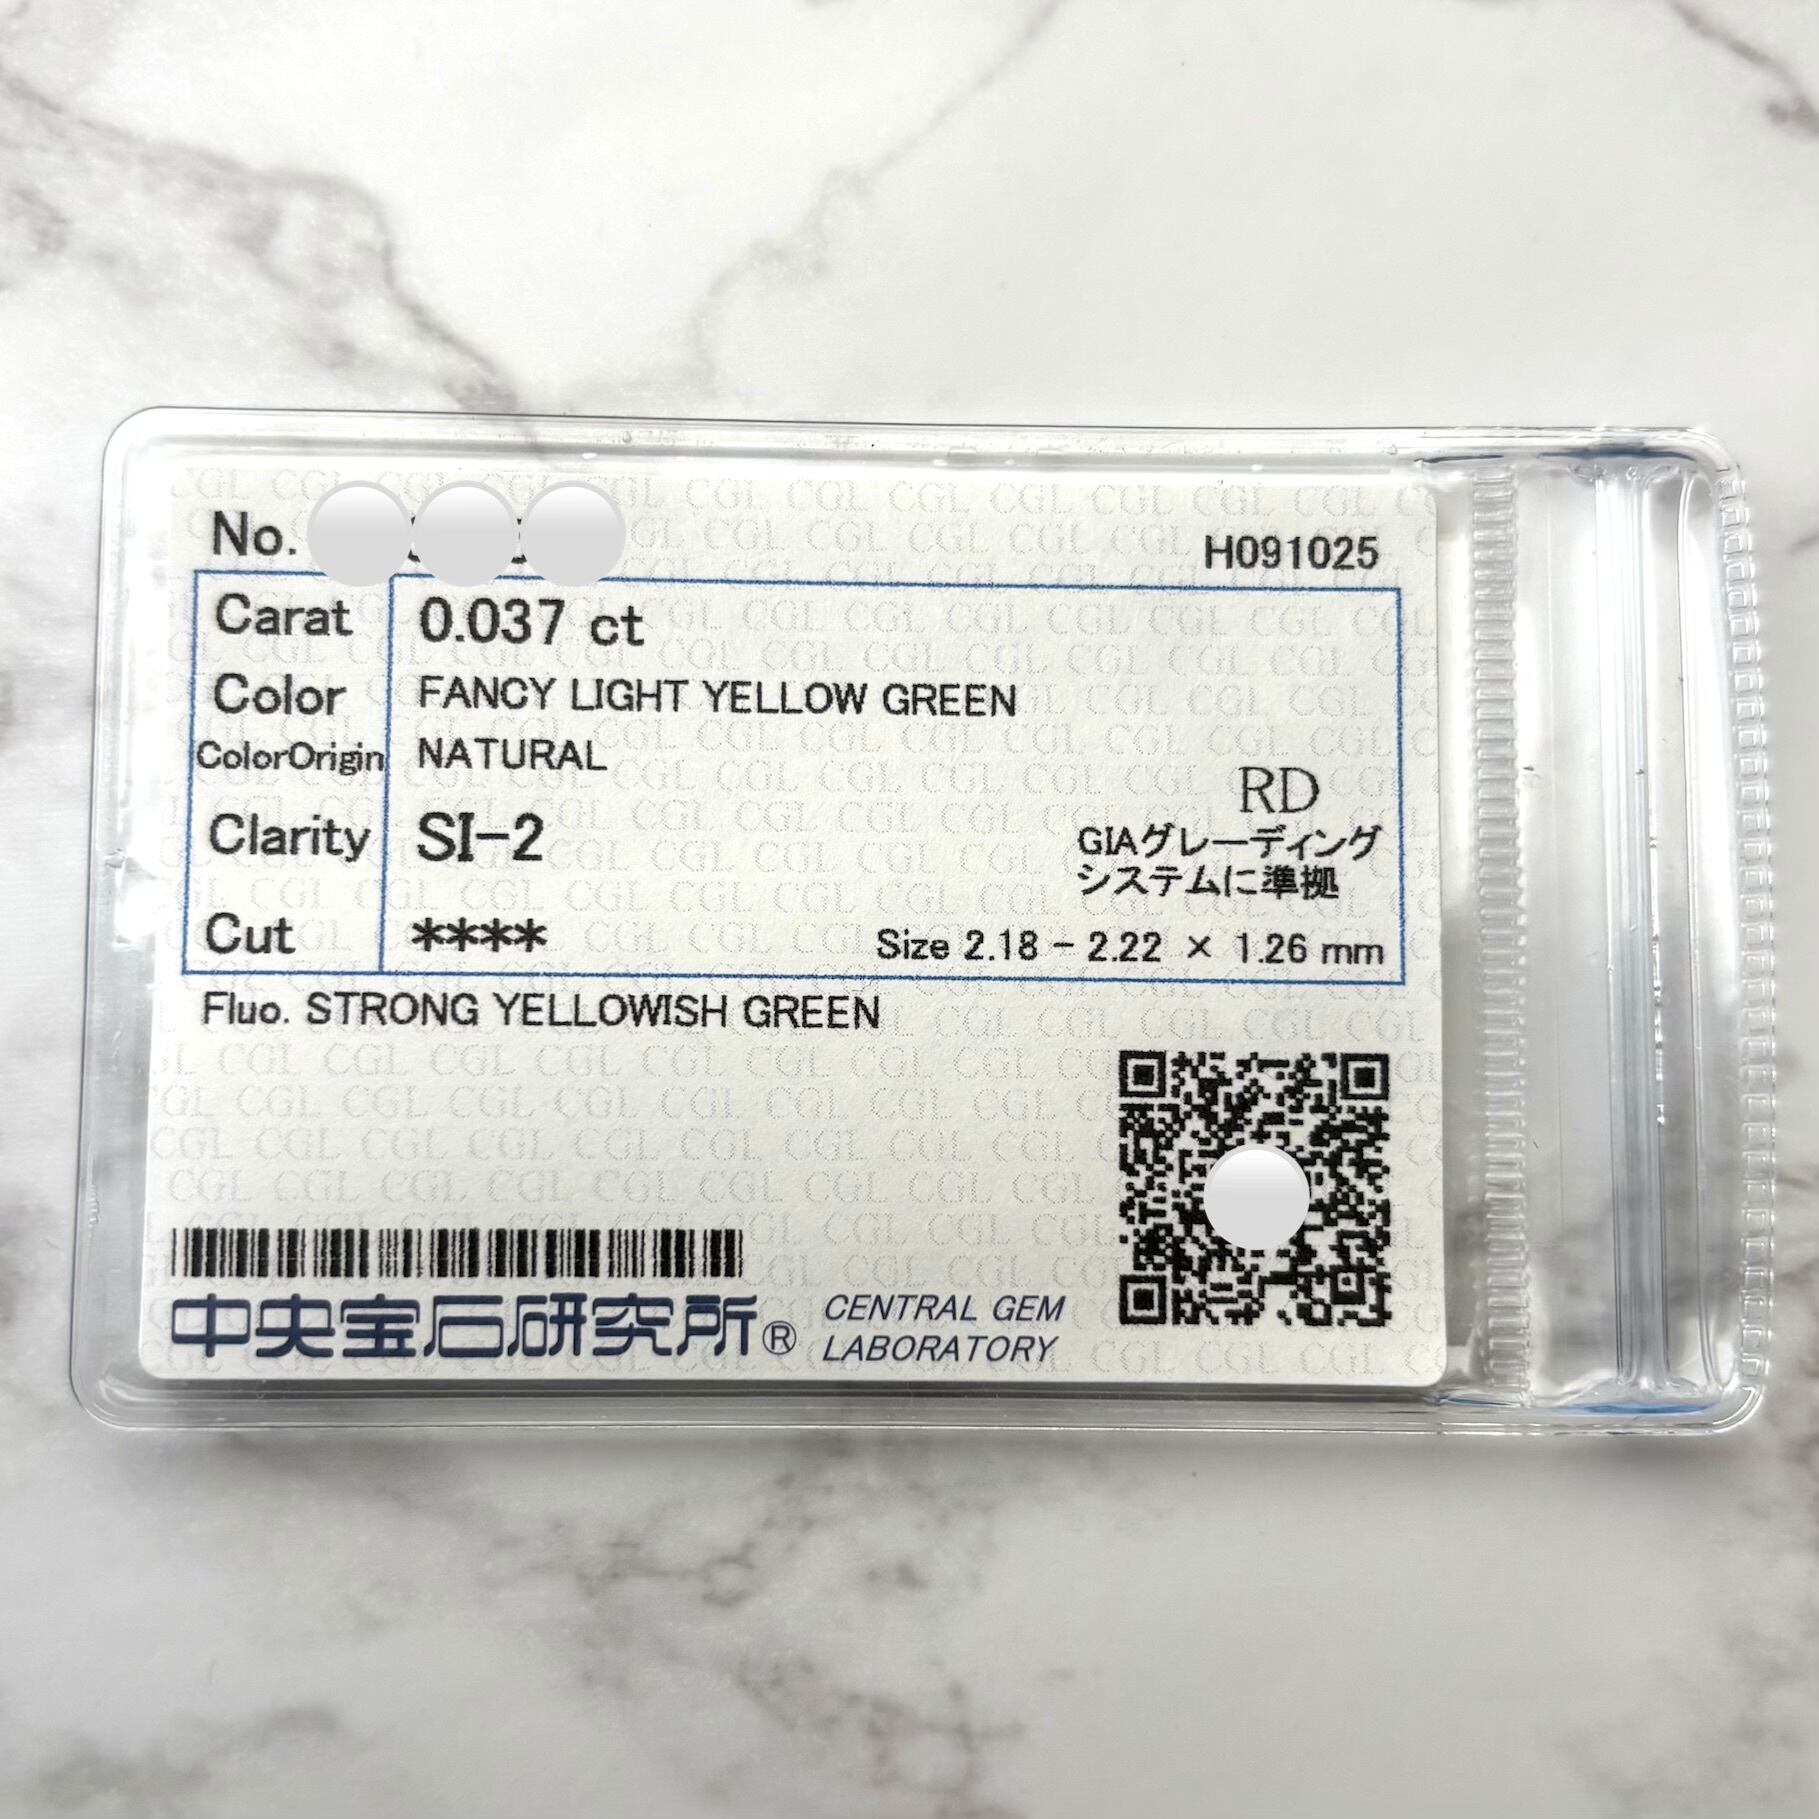 No.
H091025
Carat 0.037 ct
Color FANCY LIGHT YELLOW GREEN
ColorOrigin NATURAL
RD
Clarity SI-2
GIAグレーディング
システムに準拠
Cut ****
Size 2.18 - 2.22 × 1.26 mm
Fluo. STRONG YELLOWISH GREEN
中央宝石研究所® CENTRAL GEM
LABORATORY